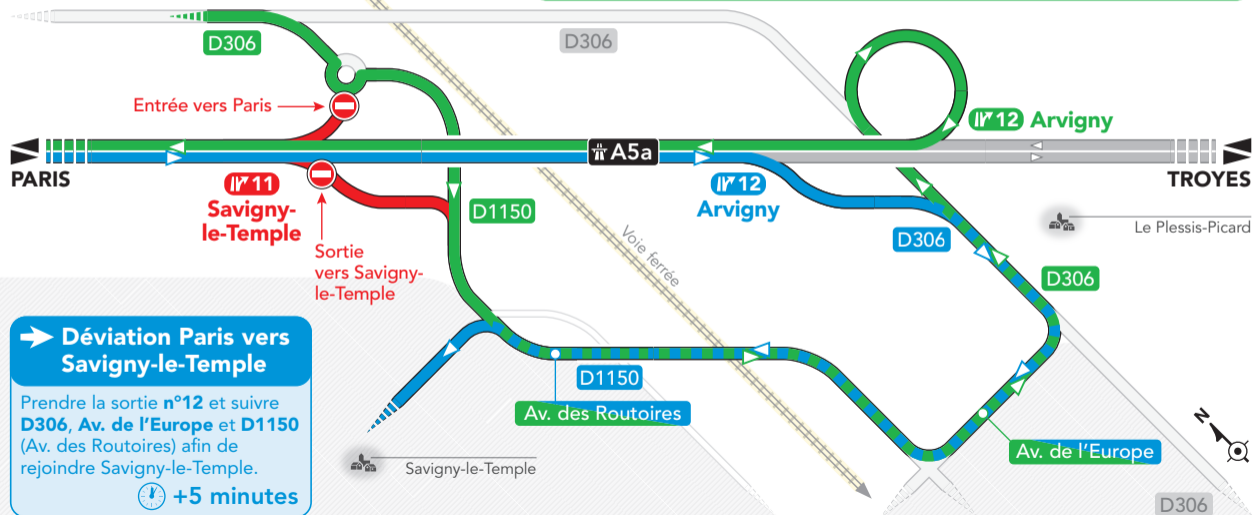 D306
D306
Entrée vers Paris
12 Arvigny
A5a
PARIS
TROYES
11
Savigny-
le-Temple
12
Arvigny
D1150
Le Plessis-Picard
D306
Voie ferrée
Sortie
vers Savigny-
le-Temple
D306
Déviation Paris vers
Savigny-le-Temple
Prendre la sortie n°12 et suivre
D306, Av. de l'Europe et D1150
(Av. des Routoires) afin de
rejoindre Savigny-le-Temple.
+5 minutes
D1150
Av. des Routoires
Av. de l'Europe
Savigny-le-Temple
N
D306